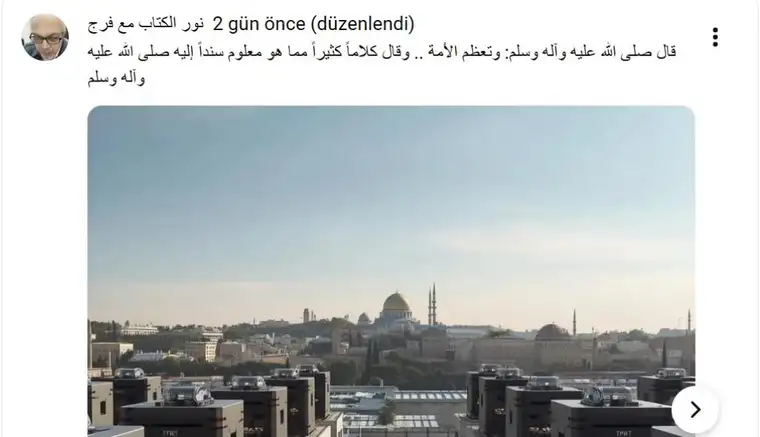 نور الكتاب مع فرج 2 gün önce (düzenlendi)
قال صلى الله عليه وآله وسلم: وتعظم الأمة .. وقال كلاماً كثيراً مما هو معلوم سنداً إليه صلى الله عليه
وآله وسلم